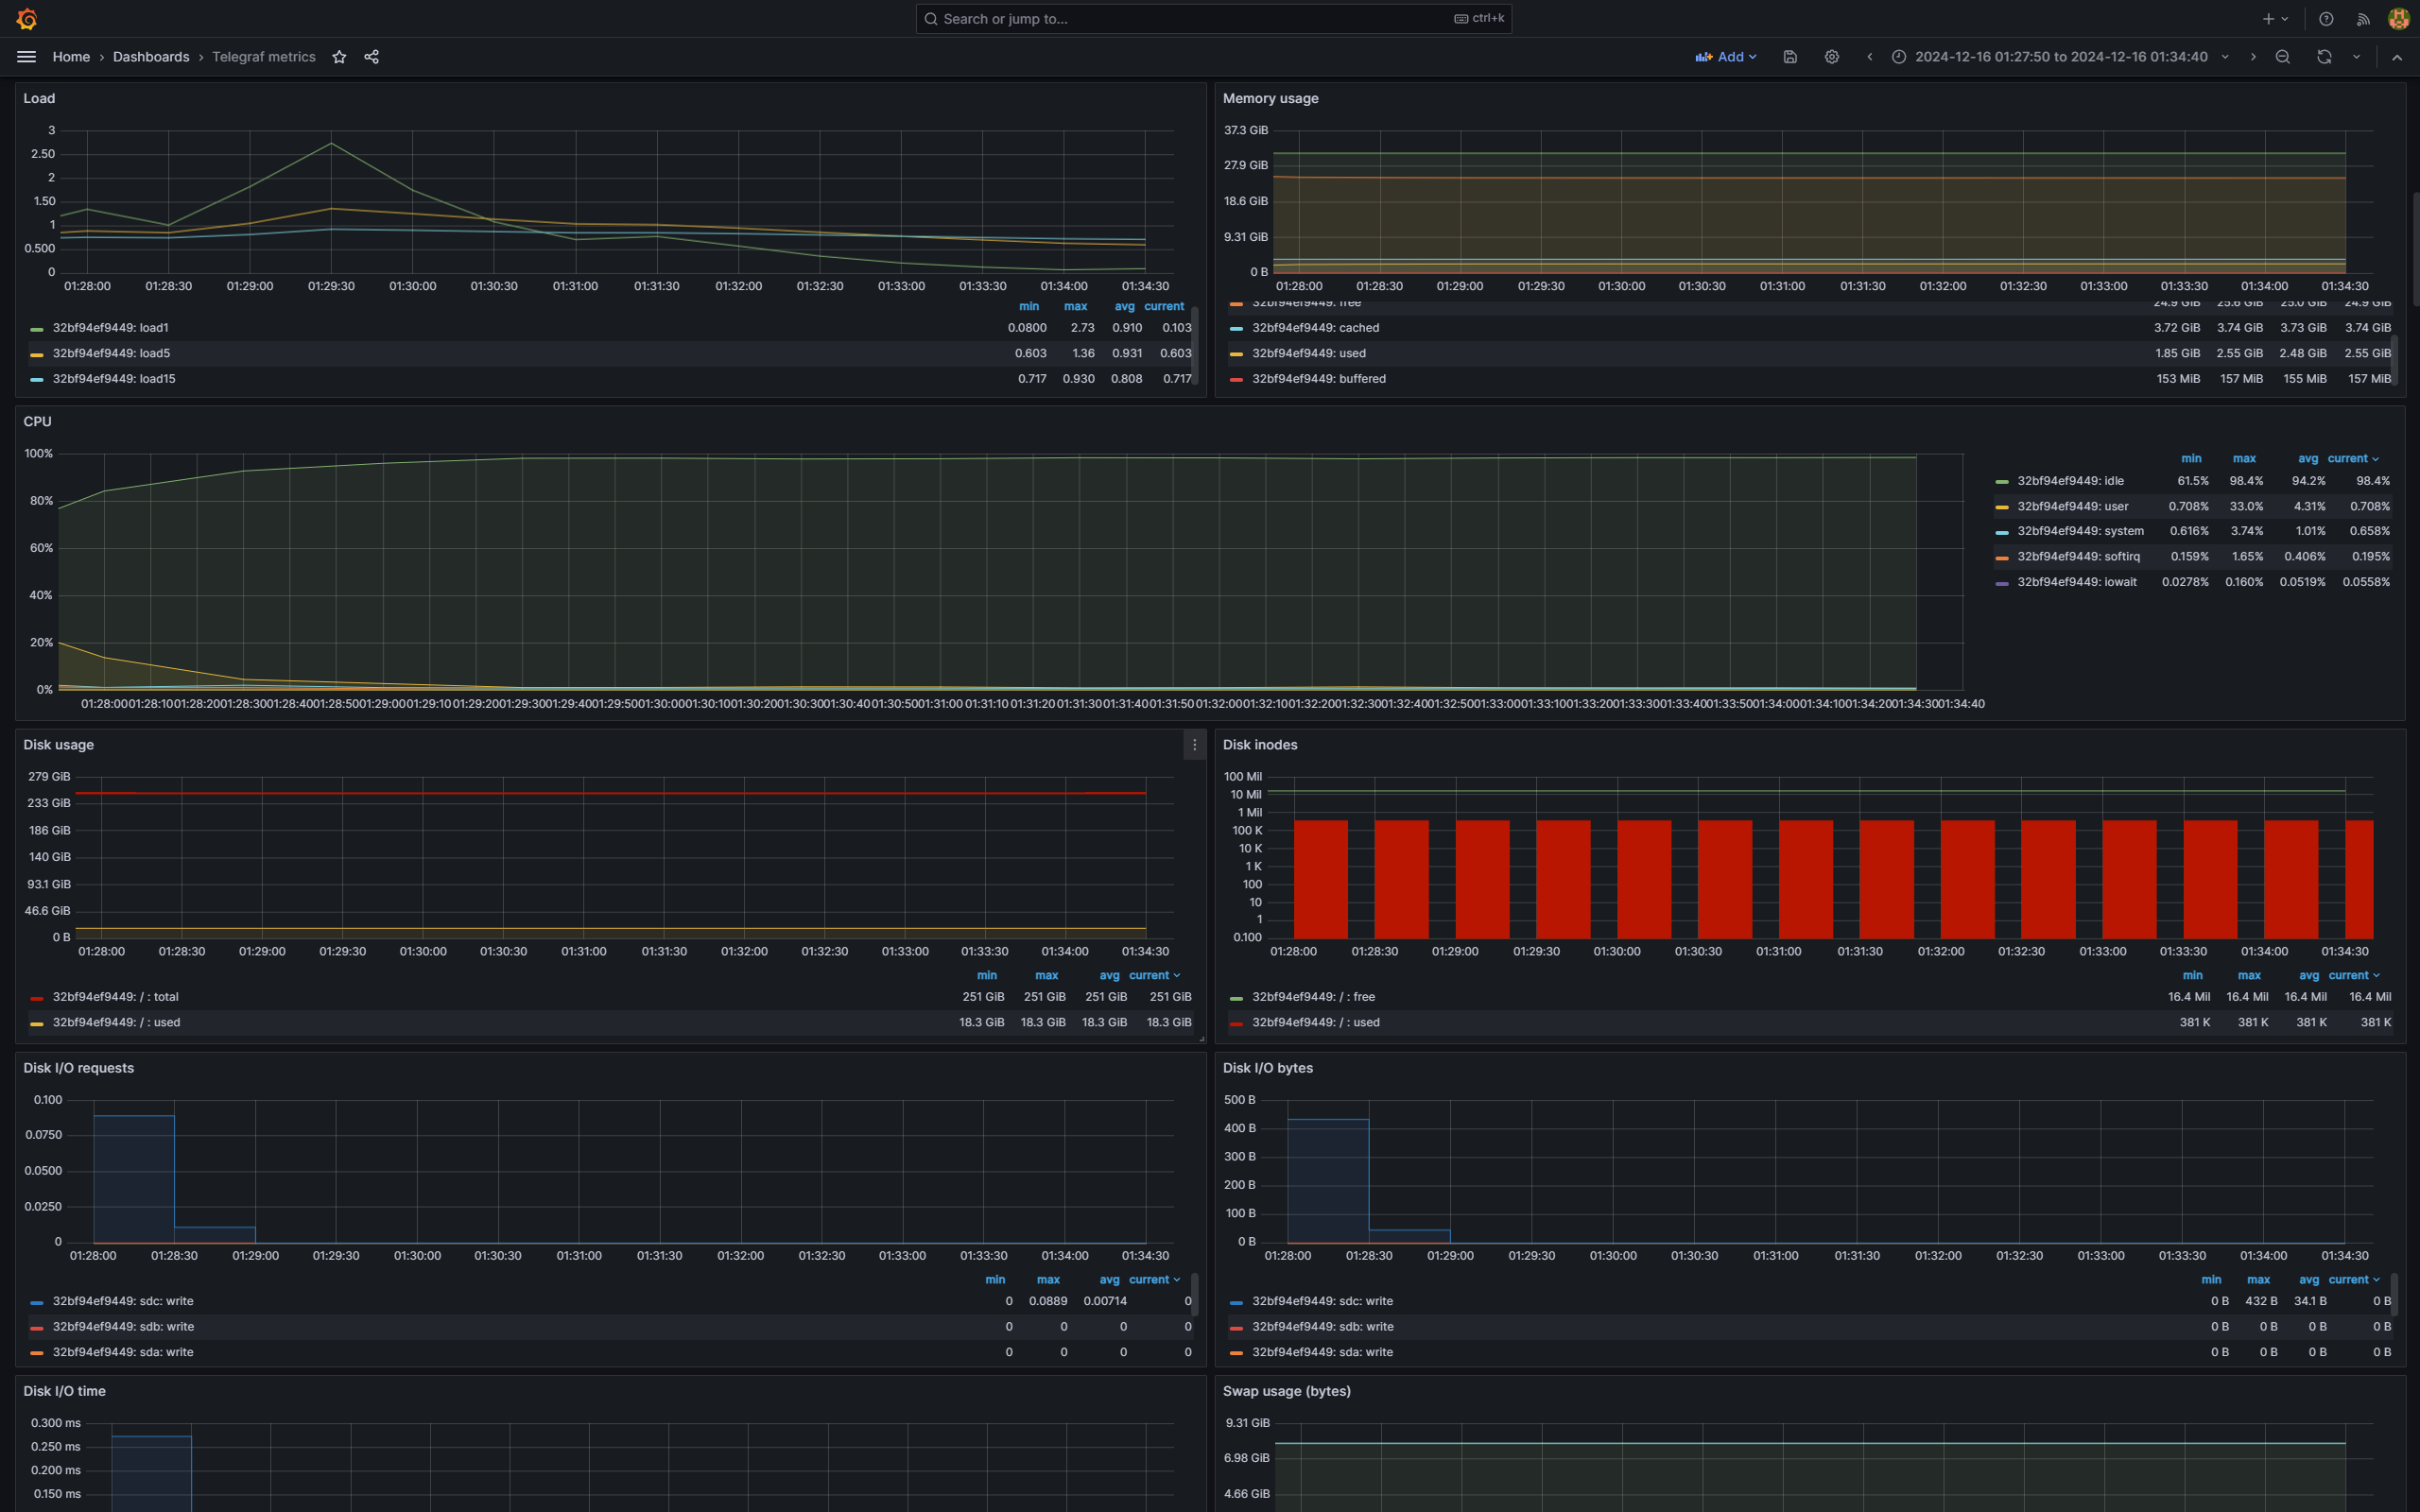 Search or jump to...
ctrl+k
Home › Dashboards › Telegraf metrics
Add
2024-12-16 01:27:50 to 2024-12-16 01:34:40
Load
3
2.50
2
1.50
1
0.500
0
01:28:00 01:28:30 01:29:00 01:29:30 01:30:00 01:30:30 01:31:00 01:31:30 01:32:00 01:32:30 01:33:00 01:33:30 01:34:00 01:34:30
min max avg current
32bf94ef9449: load1 0.0800 2.73 0.910 0.103
32bf94ef9449: load5 0.603 1.36 0.931 0.603
32bf94ef9449: load15 0.717 0.930 0.808 0.717
Memory usage
37.3 GiB
27.9 GiB
18.6 GiB
9.31 GiB
0 B
01:28:00 01:28:30 01:29:00 01:29:30 01:30:00 01:30:30 01:31:00 01:31:30 01:32:00 01:32:30 01:33:00 01:33:30 01:34:00 01:34:30
32bf94ef9449: free 24.9 GiB 25.6 GiB 25.0 GiB 24.9 GiB
32bf94ef9449: cached 3.72 GiB 3.74 GiB 3.73 GiB 3.74 GiB
32bf94ef9449: used 1.85 GiB 2.55 GiB 2.48 GiB 2.55 GiB
32bf94ef9449: buffered 153 MiB 157 MiB 155 MiB 157 MiB
CPU
100%
80%
60%
40%
20%
0%
01:28:00 01:28:10 01:28:20 01:28:30 01:28:40 01:28:50 01:29:00 01:29:10 01:29:20 01:29:30 01:29:40 01:29:50 01:30:00 01:30:10 01:30:20 01:30:30 01:30:40 01:30:50 01:31:00 01:31:10 01:31:20 01:31:30 01:31:40 01:31:50 01:32:00 01:32:10 01:32:20 01:32:30 01:32:40 01:32:50 01:33:00 01:33:10 01:33:20 01:33:30 01:33:40 01:33:50 01:34:00 01:34:10 01:34:20 01:34:30 01:34:40
min max avg current
32bf94ef9449: idle 61.5% 98.4% 94.2% 98.4%
32bf94ef9449: user 0.708% 33.0% 4.31% 0.708%
32bf94ef9449: system 0.616% 3.74% 1.01% 0.658%
32bf94ef9449: softirq 0.159% 1.65% 0.406% 0.195%
32bf94ef9449: iowait 0.0278% 0.160% 0.0519% 0.0558%
Disk usage
279 GiB
233 GiB
186 GiB
140 GiB
93.1 GiB
46.6 GiB
0 B
01:28:00 01:28:30 01:29:00 01:29:30 01:30:00 01:30:30 01:31:00 01:31:30 01:32:00 01:32:30 01:33:00 01:33:30 01:34:00 01:34:30
min max avg current
32bf94ef9449: / : total 251 GiB 251 GiB 251 GiB 251 GiB
32bf94ef9449: / : used 18.3 GiB 18.3 GiB 18.3 GiB 18.3 GiB
Disk inodes
100 Mil
10 Mil
1 Mil
100 K
10 K
1 K
100
10
1
0.100
01:28:00 01:28:30 01:29:00 01:29:30 01:30:00 01:30:30 01:31:00 01:31:30 01:32:00 01:32:30 01:33:00 01:33:30 01:34:00 01:34:30
min max avg current
32bf94ef9449: / : free 16.4 Mil 16.4 Mil 16.4 Mil 16.4 Mil
32bf94ef9449: / : used 381 K 381 K 381 K 381 K
Disk I/O requests
0.100
0.0750
0.0500
0.0250
0
01:28:00 01:28:30 01:29:00 01:29:30 01:30:00 01:30:30 01:31:00 01:31:30 01:32:00 01:32:30 01:33:00 01:33:30 01:34:00 01:34:30
min max avg current
32bf94ef9449: sdc: write 0 0.0889 0.00714 0
32bf94ef9449: sdb: write 0 0 0 0
32bf94ef9449: sda: write 0 0 0 0
Disk I/O bytes
500 B
400 B
300 B
200 B
100 B
0 B
01:28:00 01:28:30 01:29:00 01:29:30 01:30:00 01:30:30 01:31:00 01:31:30 01:32:00 01:32:30 01:33:00 01:33:30 01:34:00 01:34:30
min max avg current
32bf94ef9449: sdc: write 0 B 432 B 34.1 B 0 B
32bf94ef9449: sdb: write 0 B 0 B 0 B 0 B
32bf94ef9449: sda: write 0 B 0 B 0 B 0 B
Disk I/O time
0.300 ms
0.250 ms
0.200 ms
0.150 ms
Swap usage (bytes)
9.31 GiB
6.98 GiB
4.66 GiB